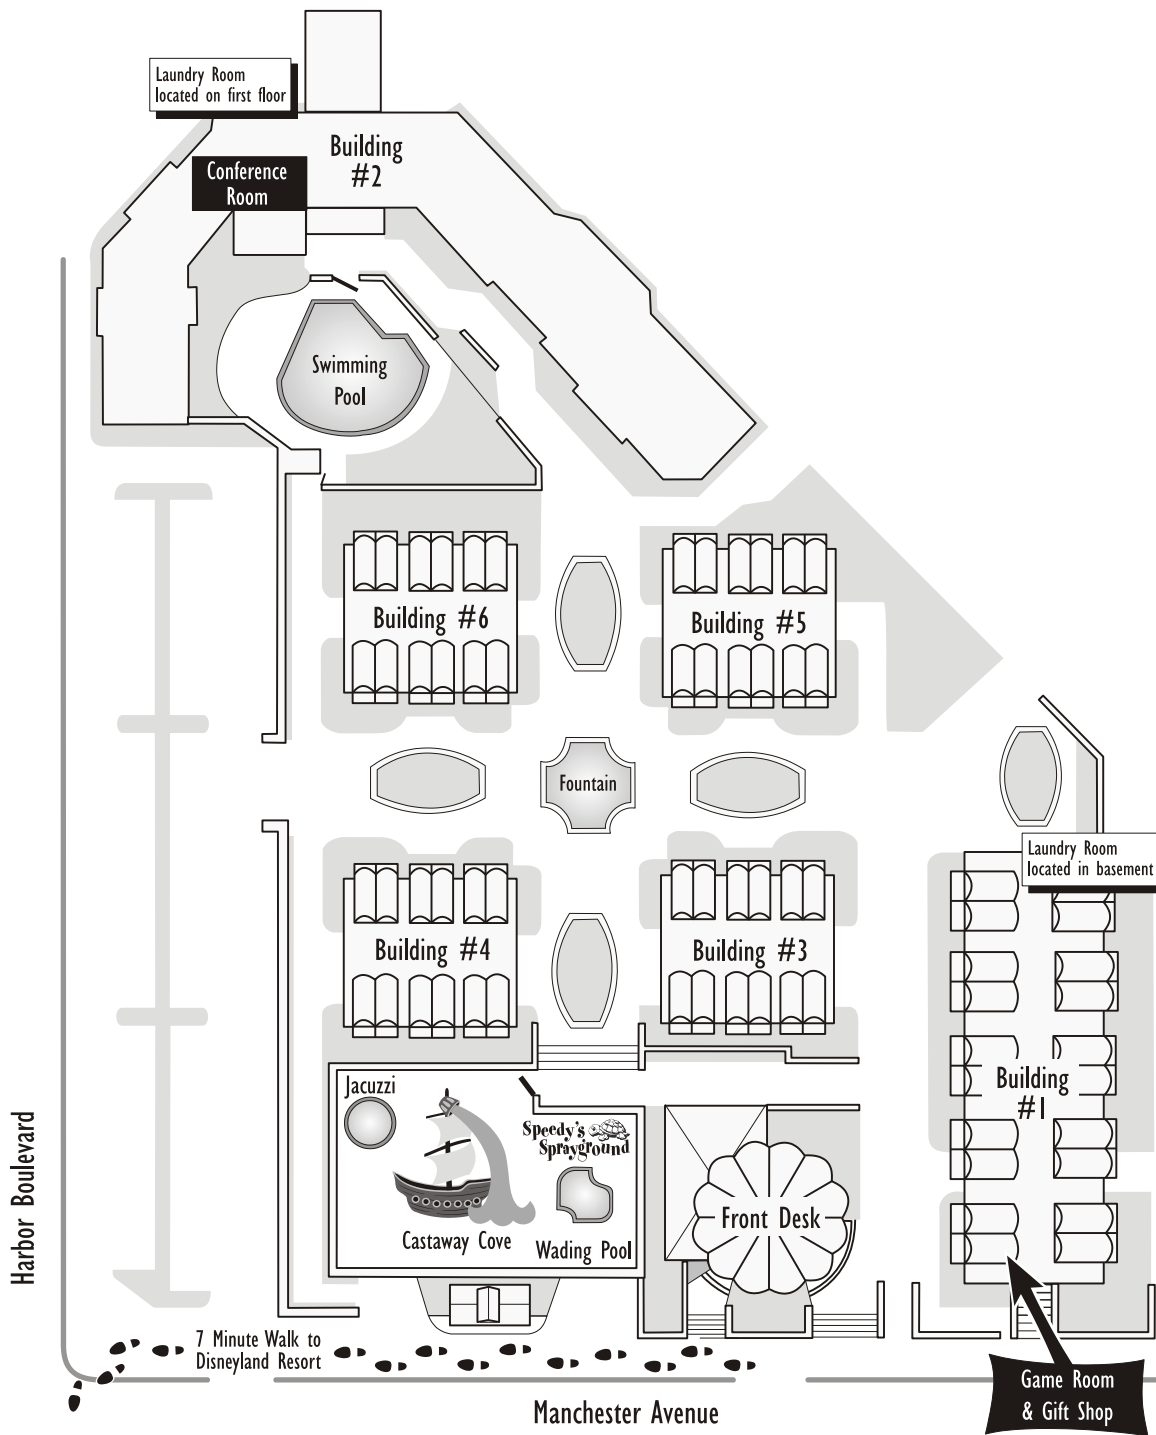 Laundry Room
located on first floor
Building
#2
Conference
Room
Swimming
Pool
Building #6
Building #5
Fountain
Laundry Room
located in basement
Building #4
Building #3
Building
#1
Jacuzzi
Speedy's
Sprayground
Castaway Cove
Wading Pool
Front Desk
Harbor Boulevard
7 Minute Walk to
Disneyland Resort
Manchester Avenue
Game Room
& Gift Shop